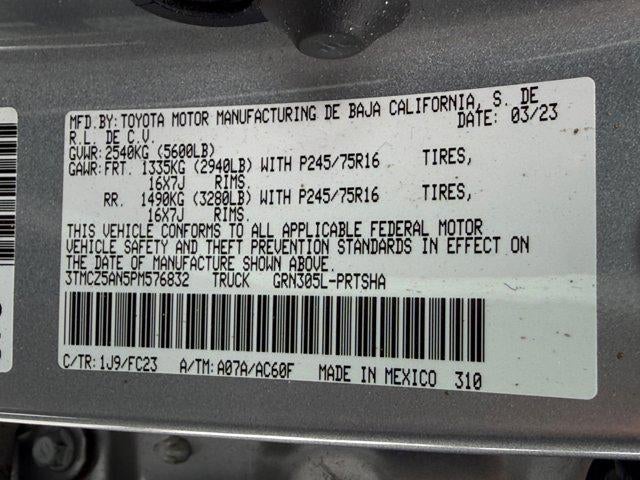 MFD.BY: TOYOTA MOTOR MANUFACTURING DE BAJA CALIFORNIA, S. DE
R.L. DE C.V. DATE: 03/23
GVWR: 2540KG (5600LB)
GAWR: FRT. 1335KG (2940LB) WITH P245/75R16 TIRES,
16X7J RIMS.
RR. 1490KG (3280LB) WITH P245/75R16 TIRES,
16X7J RIMS.
THIS VEHICLE CONFORMS TO ALL APPLICABLE FEDERAL MOTOR
VEHICLE SAFETY AND THEFT PREVENTION STANDARDS IN EFFECT ON
THE DATE OF MANUFACTURE SHOWN ABOVE.
3TMCZ5AN5PM576832 TRUCK GRN305L-PRTSHA
C/TR: 1J9/FC23 A/TM: A07A/AC60F MADE IN MEXICO 310